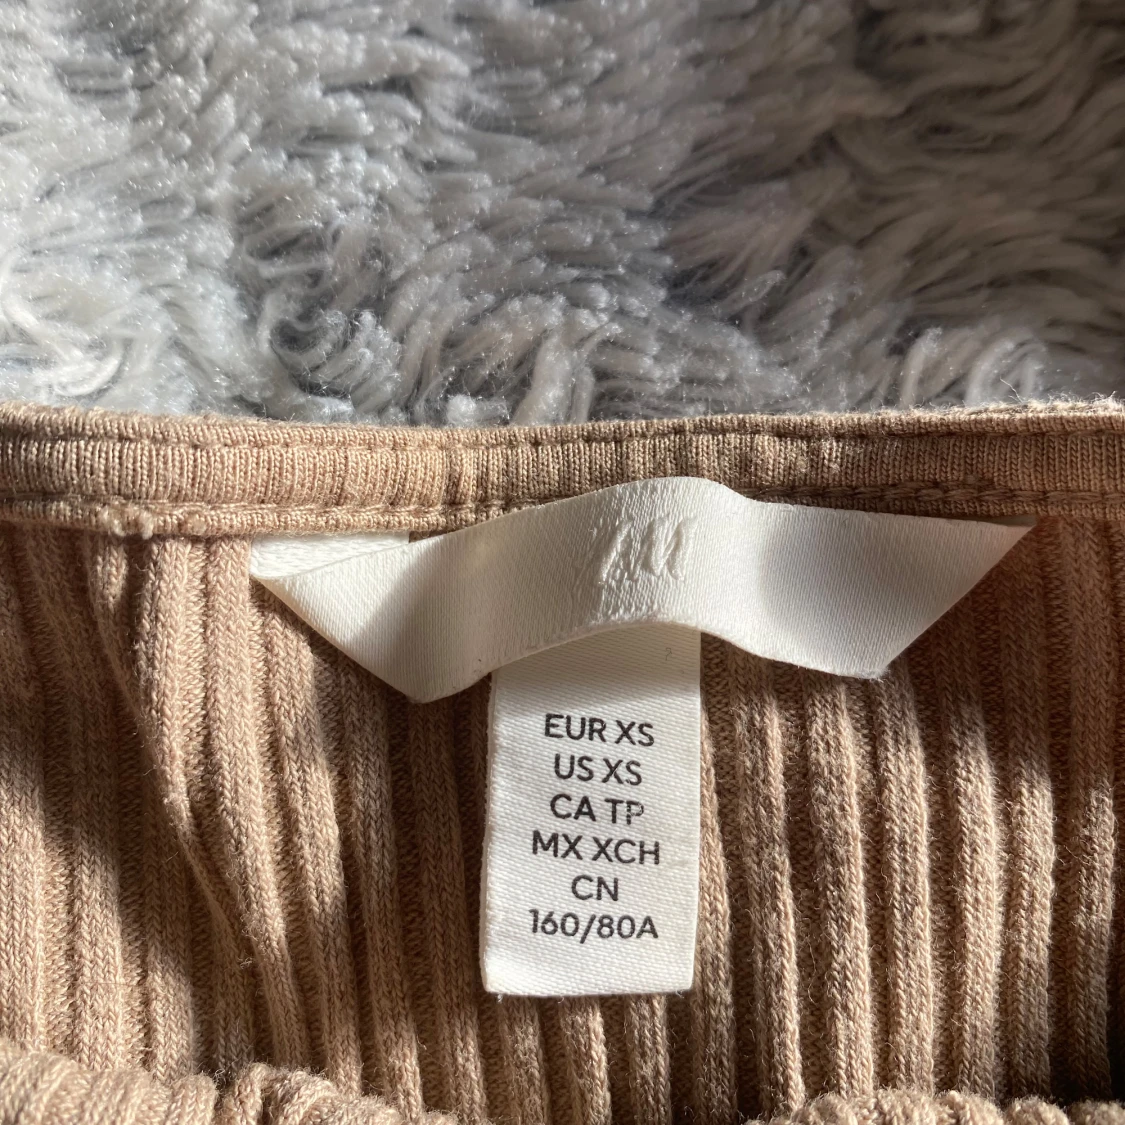 H&M
EUR XS
US XS
CA TP
MX XCH
CN
160/80A